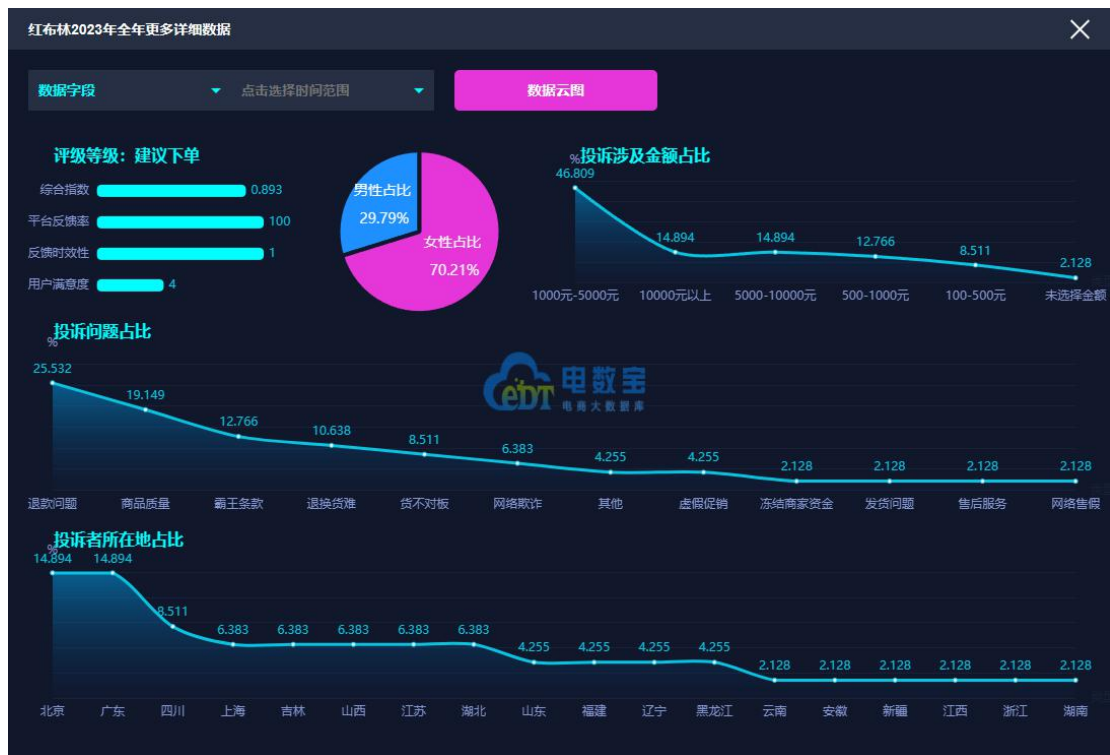 红布林2023年全年更多详细数据
数据字段
点击选择时间范围
数据云图
评级等级：建议下单
综合指数 0.893
平台反馈率 100
反馈时效性 1
用户满意度 4
男性占比
29.79%
女性占比
70.21%
投诉涉及金额占比
%
46.809 14.894 14.894 12.766 8.511 2.128
1000元-5000元 10000元以上 5000-10000元 500-1000元 100-500元 未选择金额
投诉问题占比
%
25.532 19.149 12.766 10.638 8.511 6.383 4.255 4.255 2.128 2.128 2.128 2.128
退款问题 商品质量 霸王条款 退换货难 货不对板 网络欺诈 其他 虚假促销 冻结商家资金 发货问题 售后服务 网络售假
eDT 电数宝
电商大数据库
投诉者所在地占比
%
14.894 14.894 8.511 6.383 6.383 6.383 6.383 6.383 4.255 4.255 4.255 4.255 2.128 2.128 2.128 2.128 2.128 2.128
北京 广东 四川 上海 吉林 山西 江苏 湖北 山东 福建 辽宁 黑龙江 云南 安徽 新疆 江西 浙江 湖南